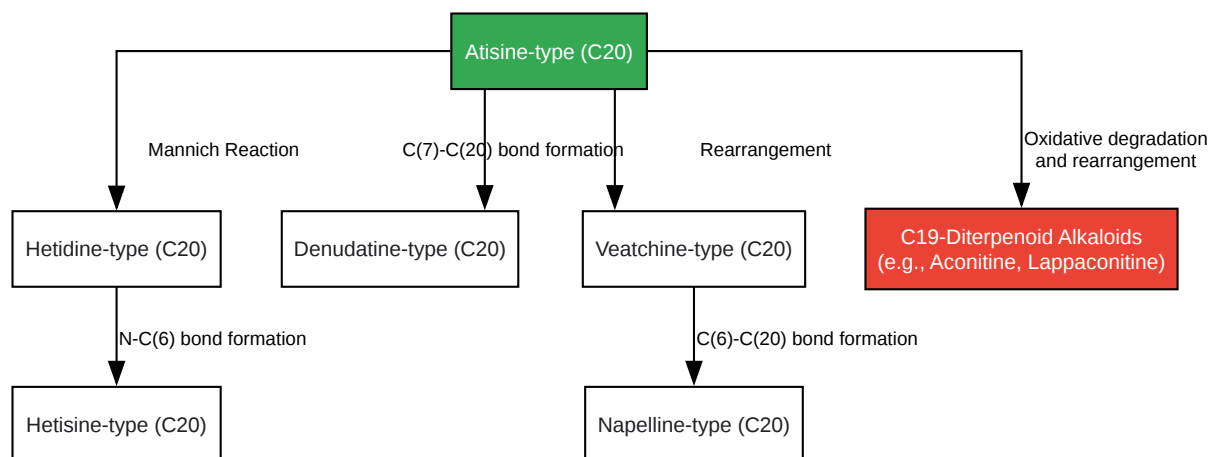 Atisine-type (C20)
Mannich Reaction
C(7)-C(20) bond formation
Rearrangement
Oxidative degradation
and rearrangement
Hetidine-type (C20)
Denudatine-type (C20)
Veatchine-type (C20)
C19-Diterpenoid Alkaloids
(e.g., Aconitine, Lappaconitine)
N-C(6) bond formation
C(6)-C(20) bond formation
Hetisine-type (C20)
Napelline-type (C20)